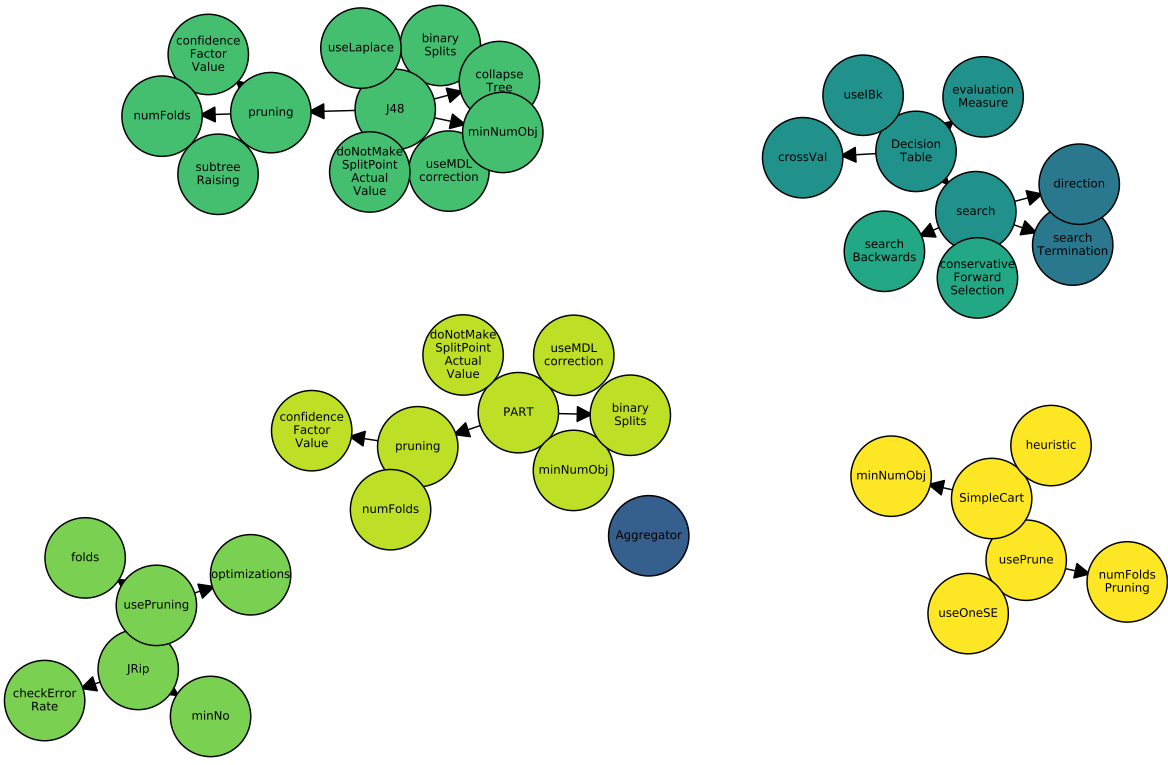 confidence
Factor
Value
numFolds
pruning
subtree
Raising
useLaplace
binary
Splits
collapse
Tree
J48
minNumObj
doNotMake
SplitPoint
Actual
Value
useMDL
correction
useIBk
evaluation
Measure
crossVal
Decision
Table
search
direction
search
Termination
search
Backwards
conservative
Forward
Selection
doNotMake
SplitPoint
Actual
Value
useMDL
correction
confidence
Factor
Value
pruning
PART
binary
Splits
numFolds
minNumObj
Aggregator
heuristic
minNumObj
SimpleCart
usePrune
numFolds
Pruning
useOneSE
folds
optimizations
usePruning
JRip
checkError
Rate
minNo